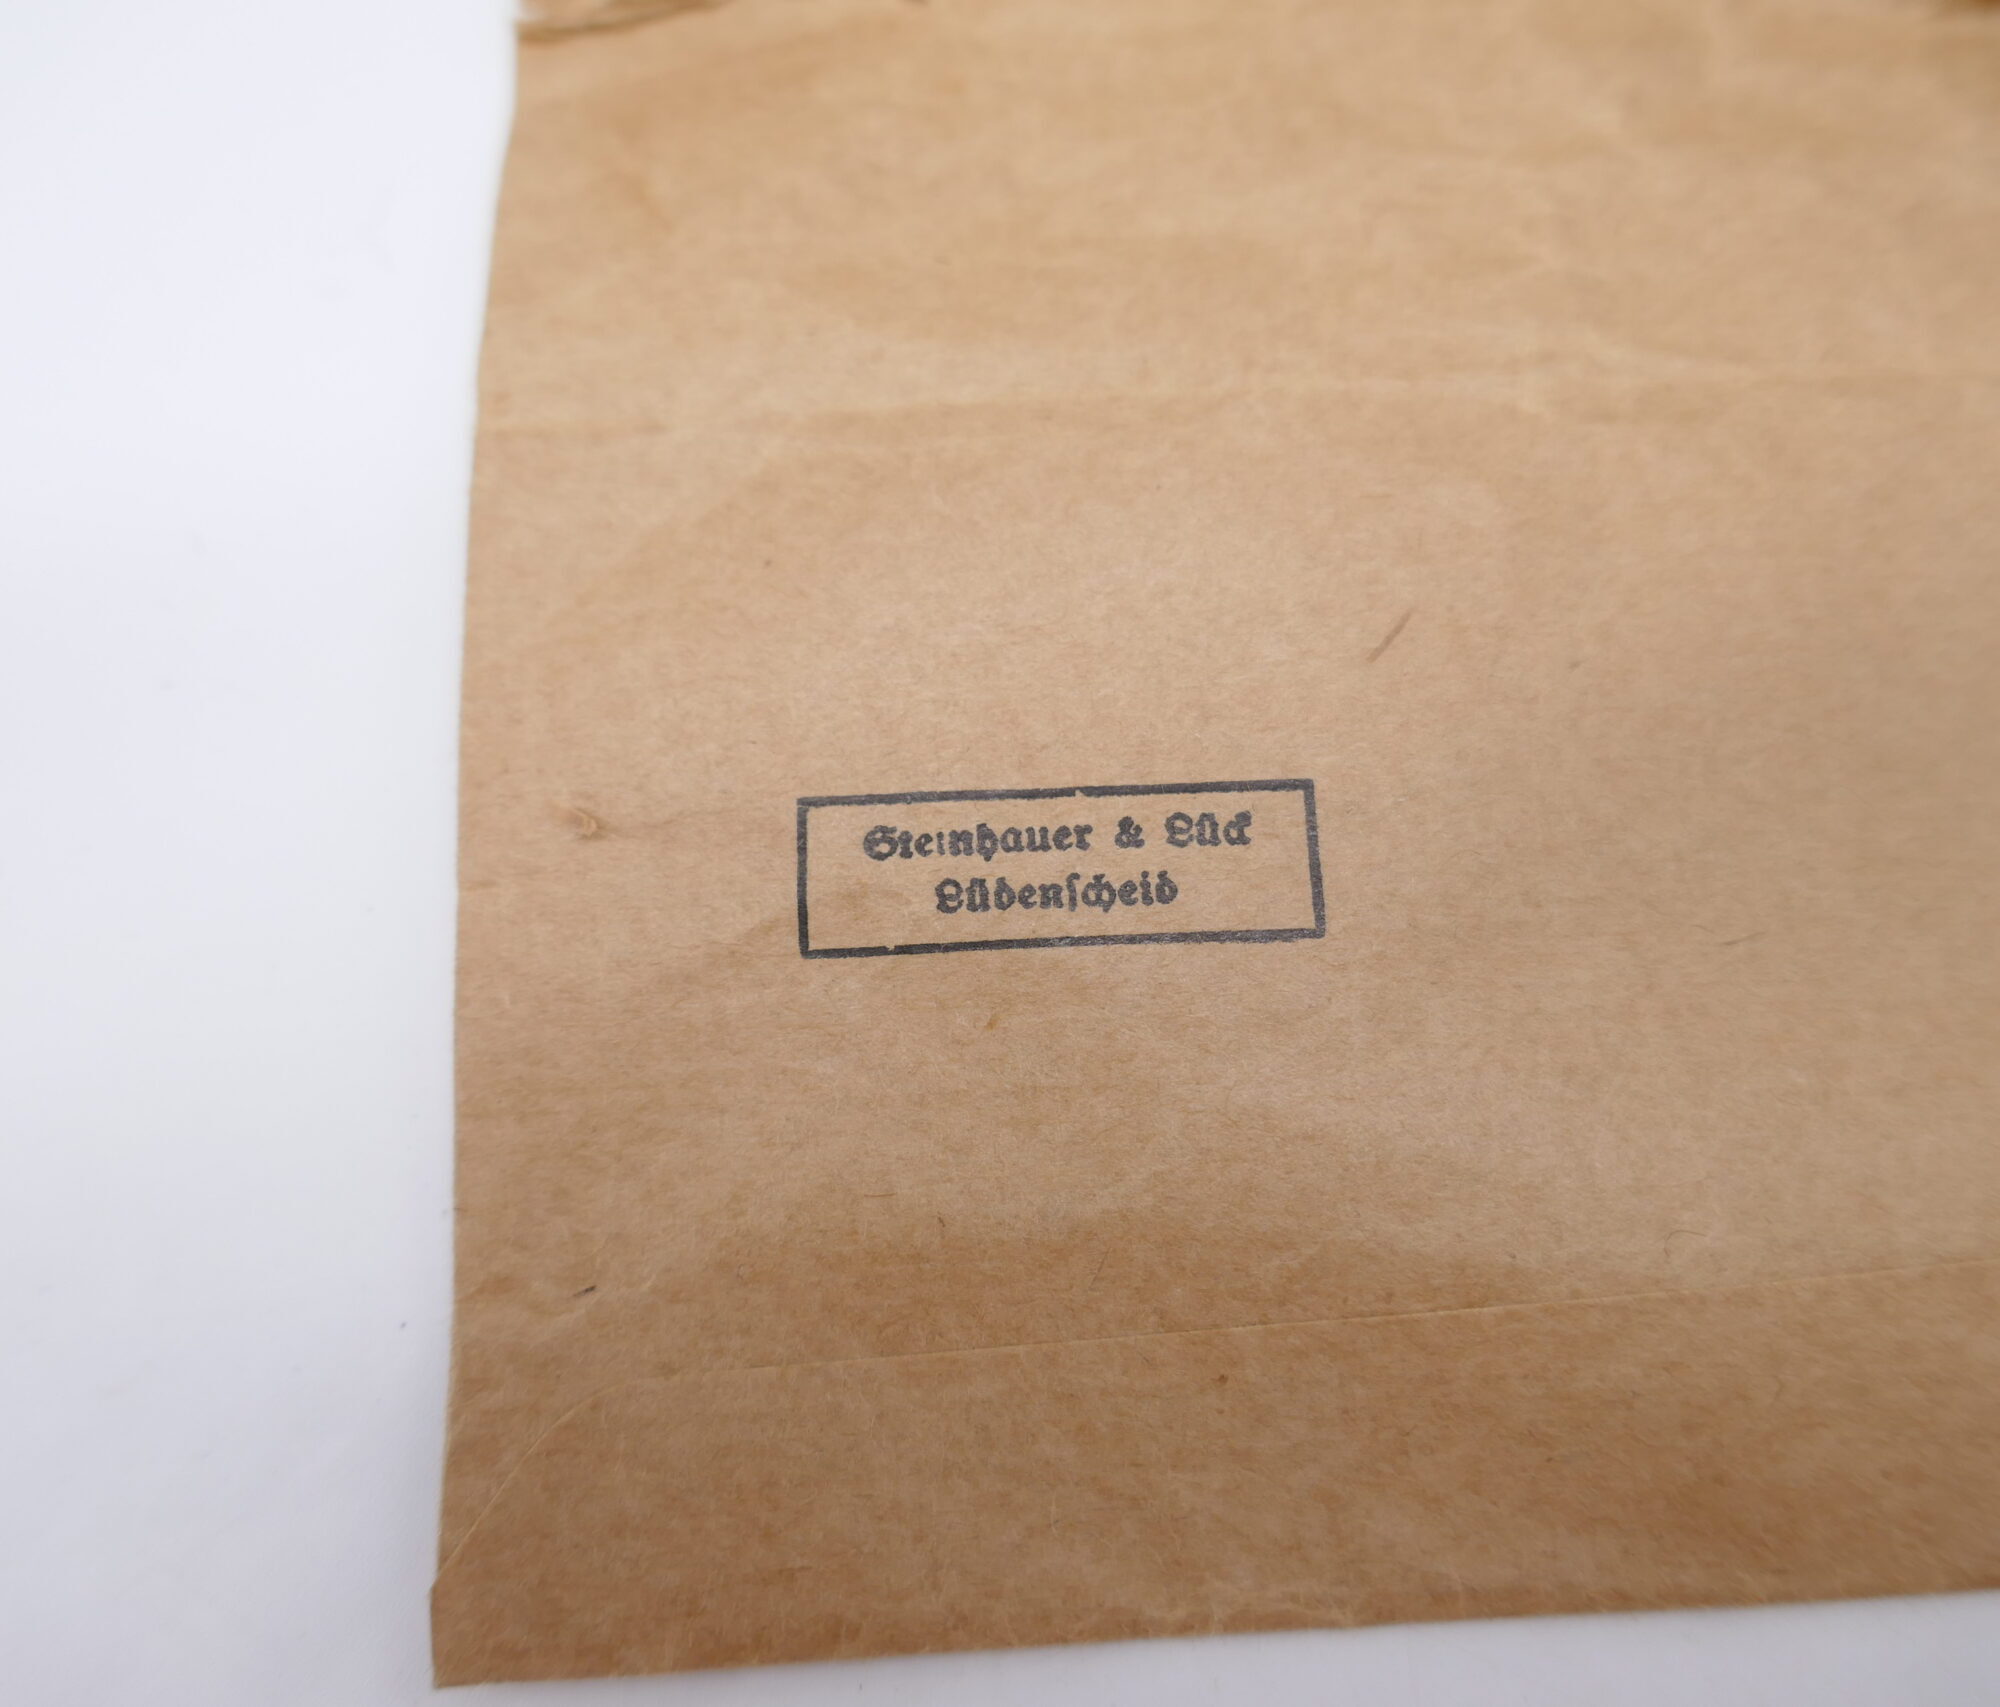 Steinhauer & Lück
Lüdenſcheid